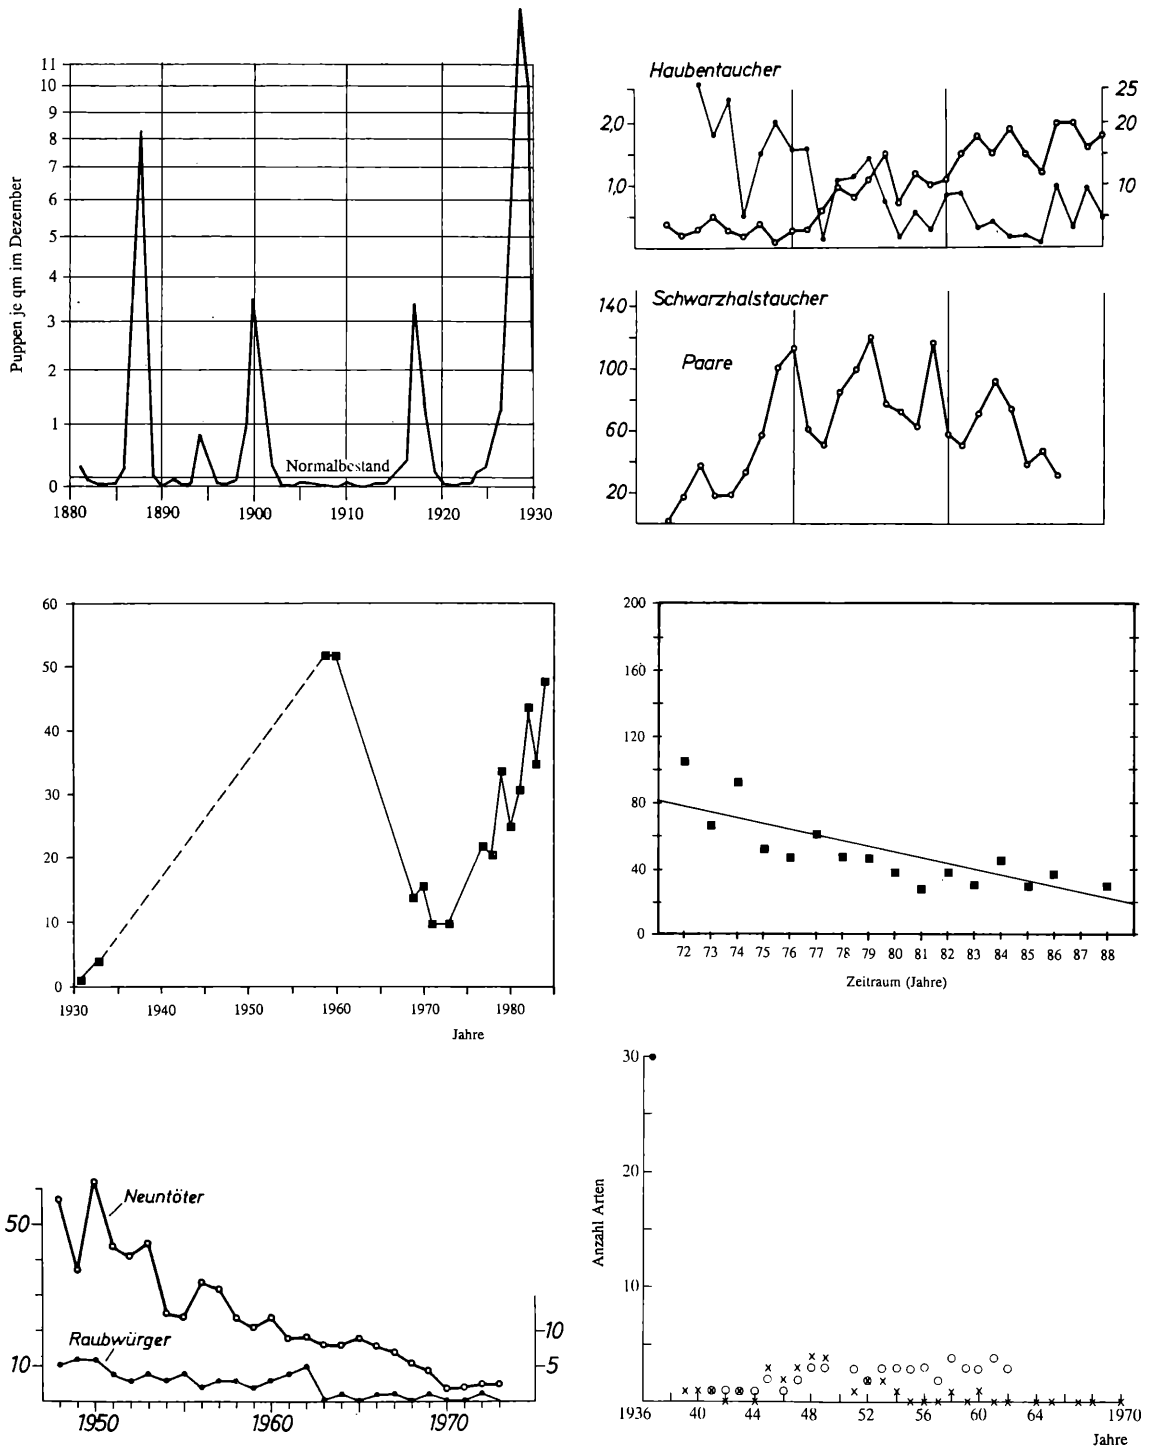 Puppen je qm im Dezember
11
10
9
8
7
6
5
4
3
2
1
0
Normalbestand
1880 1890 1900 1910 1920 1930
Haubentaucher
2,0
1,0
25
20
10
Schwarzhalstaucher
Paare
140
100
60
20
60
50
40
30
20
10
0
1930 1940 1950 1960 1970 1980
Jahre
200
160
120
80
40
0
72 73 74 75 76 77 78 79 80 81 82 83 84 85 86 87 88
Zeitraum (Jahre)
Neuntöter
Raubwürger
50
10
10
5
1950 1960 1970
Anzahl Arten
30
20
10
1936 40 44 48 52 56 60 64 1970
Jahre